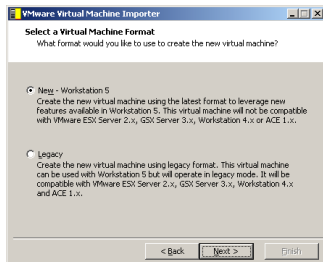 VMware Virtual Machine Importer
Select a Virtual Machine Format
What format would you like to use to create the new virtual machine?
New - Workstation 5
Create the new virtual machine using the latest format to leverage new
features available in Workstation 5. This virtual machine will not be compatible
with VMware ESX Server 2.x, GSX Server 3.x, Workstation 4.x or ACE 1.x.
Legacy
Create the new virtual machine using legacy format. This virtual machine
can be used with Workstation 5 but will operate in legacy mode. It will be
compatible with VMware ESX Server 2.x, GSX Server 3.x, Workstation 4.x
and ACE 1.x.
< Back Next > Finish